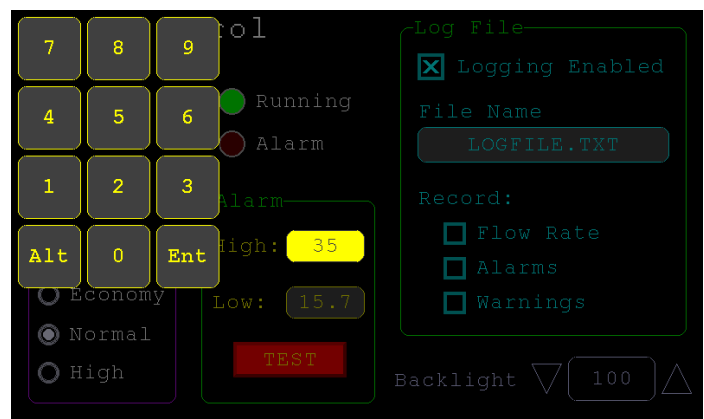 7 8 9
4 5 6
1 2 3
Alt 0 Ent
rol
Running
Alarm
Alarm
High: 35
Low: 15.7
TEST
Economy
Normal
High
Log File
Logging Enabled
File Name
LOGFILE.TXT
Record:
Flow Rate
Alarms
Warnings
Backlight 100